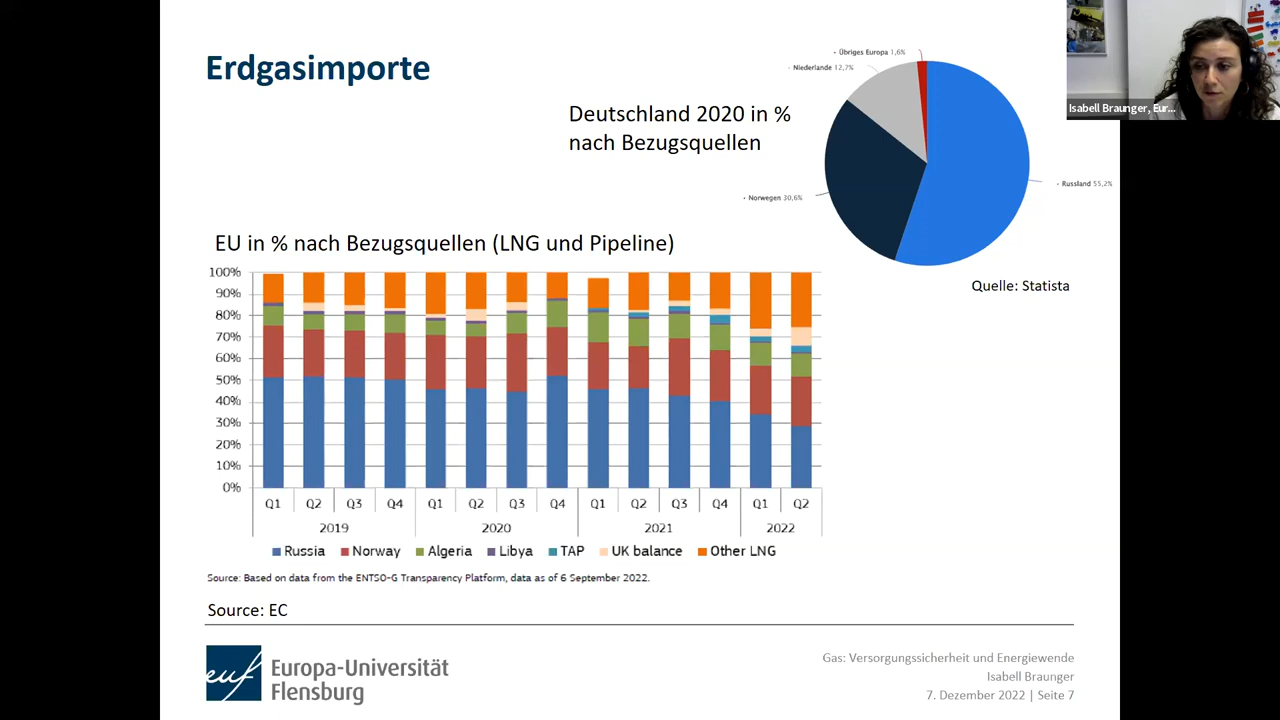 Erdgasimporte
Deutschland 2020 in %
nach Bezugsquellen
Übriges Europa 1,6%
Niederlande 12,7%
Norwegen 30,6%
Russland 55,2%
Isabell Braunger, Eur...
Quelle: Statista
EU in % nach Bezugsquellen (LNG und Pipeline)
100%
90%
80%
70%
60%
50%
40%
30%
20%
10%
0%
Q1 Q2 Q3 Q4 Q1 Q2 Q3 Q4 Q1 Q2 Q3 Q4 Q1 Q2
2019 2020 2021 2022
Russia Norway Algeria Libya TAP UK balance Other LNG
Source: Based on data from the ENTSO-G Transparency Platform, data as of 6 September 2022.
Source: EC
euf
Europa-Universität
Flensburg
Gas: Versorgungssicherheit und Energiewende
Isabell Braunger
7. Dezember 2022 | Seite 7